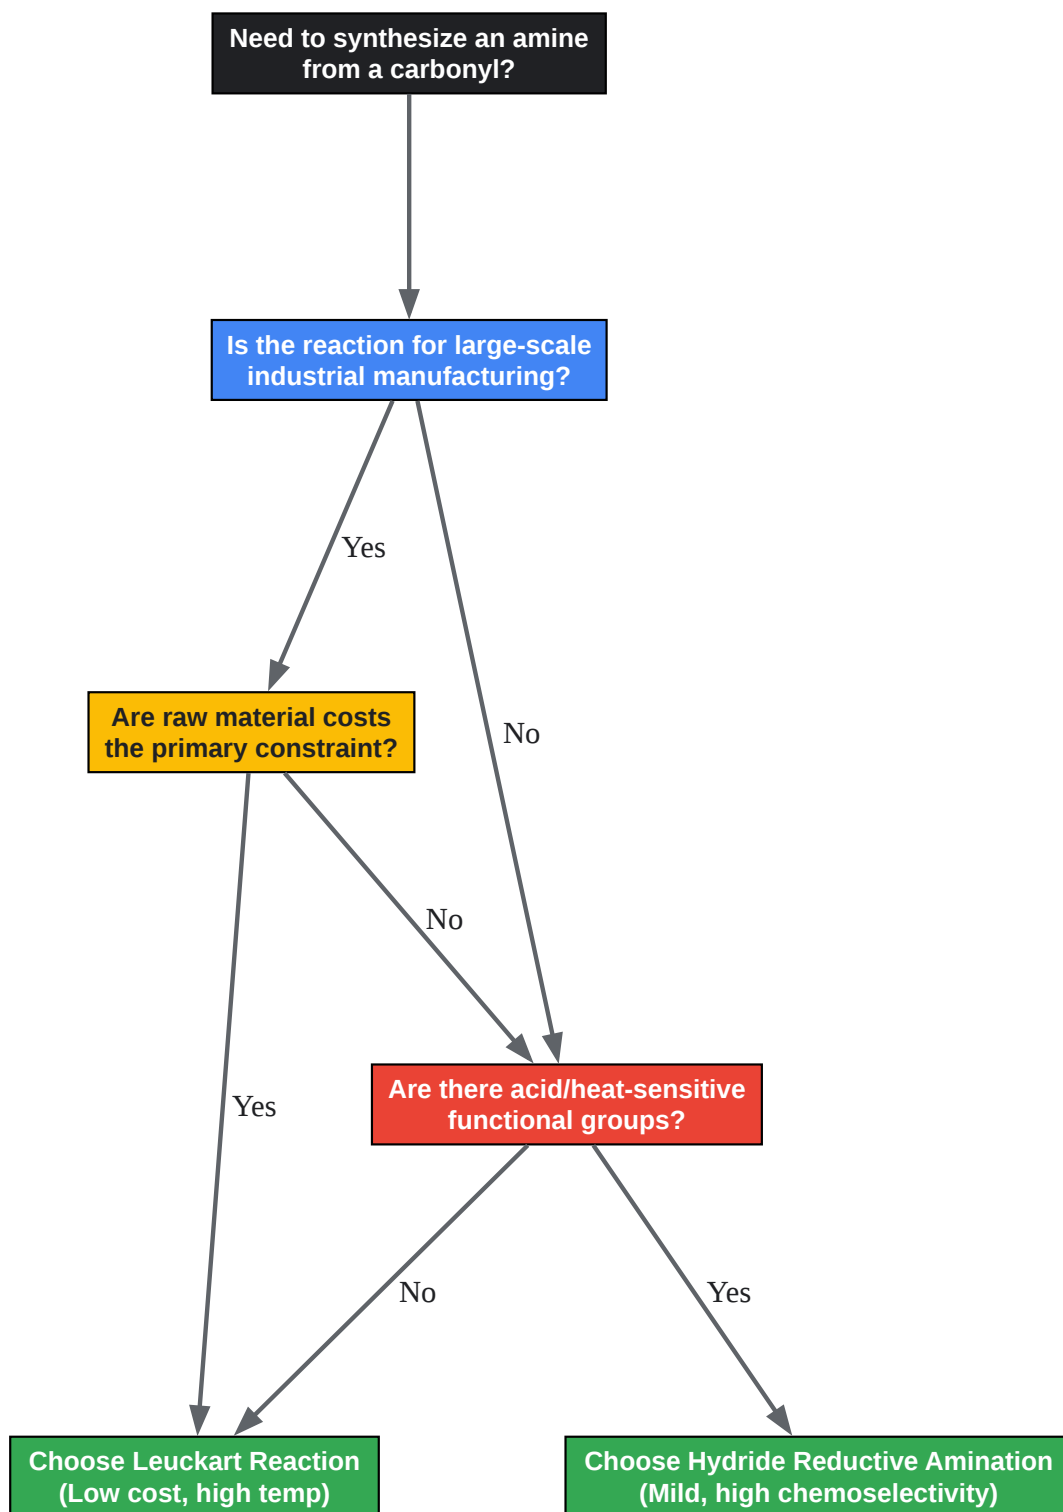 Need to synthesize an amine
from a carbonyl?
Is the reaction for large-scale
industrial manufacturing?
Yes
No
Are raw material costs
the primary constraint?
No
Yes
Are there acid/heat-sensitive
functional groups?
No
Yes
Choose Leuckart Reaction
(Low cost, high temp)
Choose Hydride Reductive Amination
(Mild, high chemoselectivity)